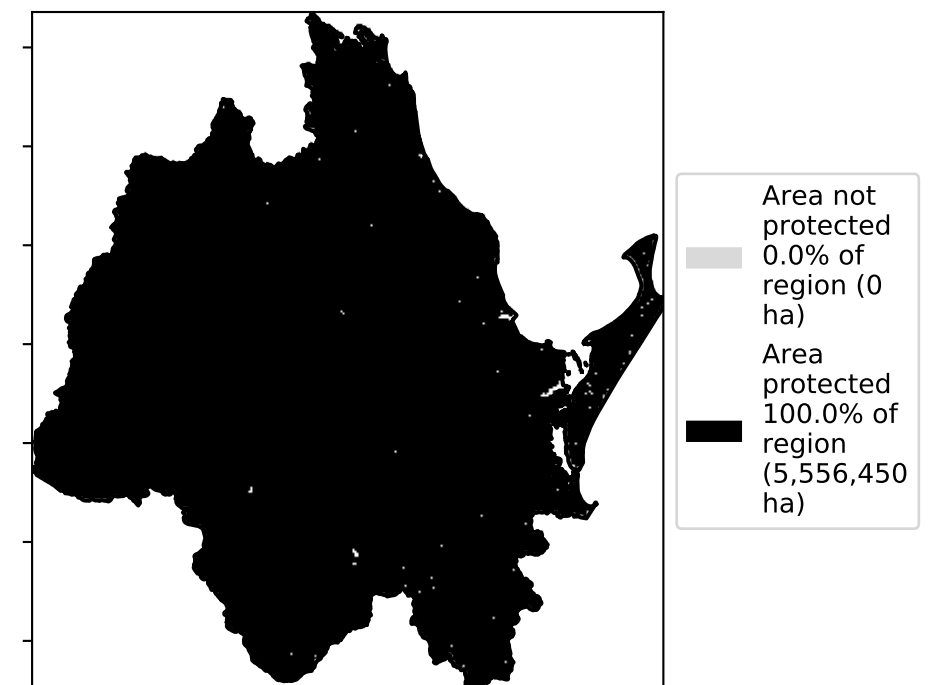 Area not
protected
0.0% of
region (0
ha)
Area
protected
100.0% of
region
(5,556,450
ha)